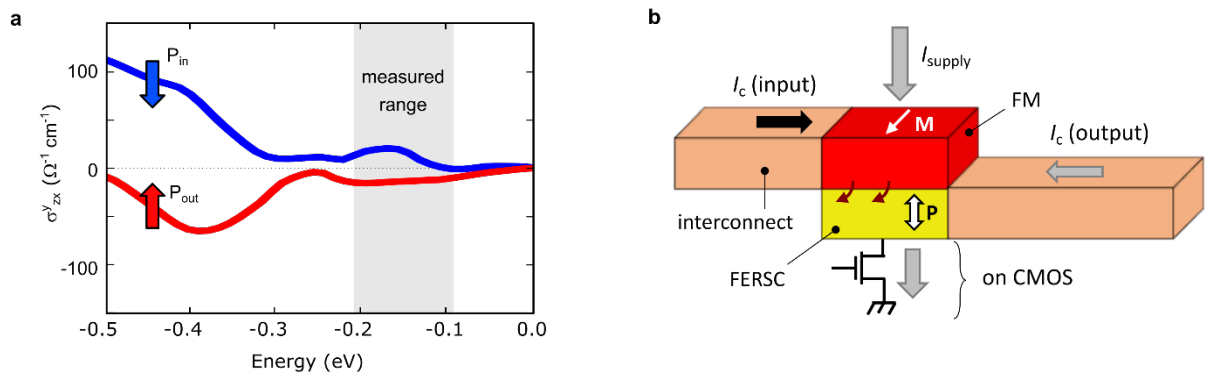 a
P_in
measured
range
100
0
-100
σ^y_zx (Ω⁻¹ cm⁻¹)
P_out
-0.5
-0.4
-0.3
-0.2
-0.1
0.0
Energy (eV)
b
I_supply
I_c (input)
FM
M
I_c (output)
interconnect
P
FERSC
on CMOS